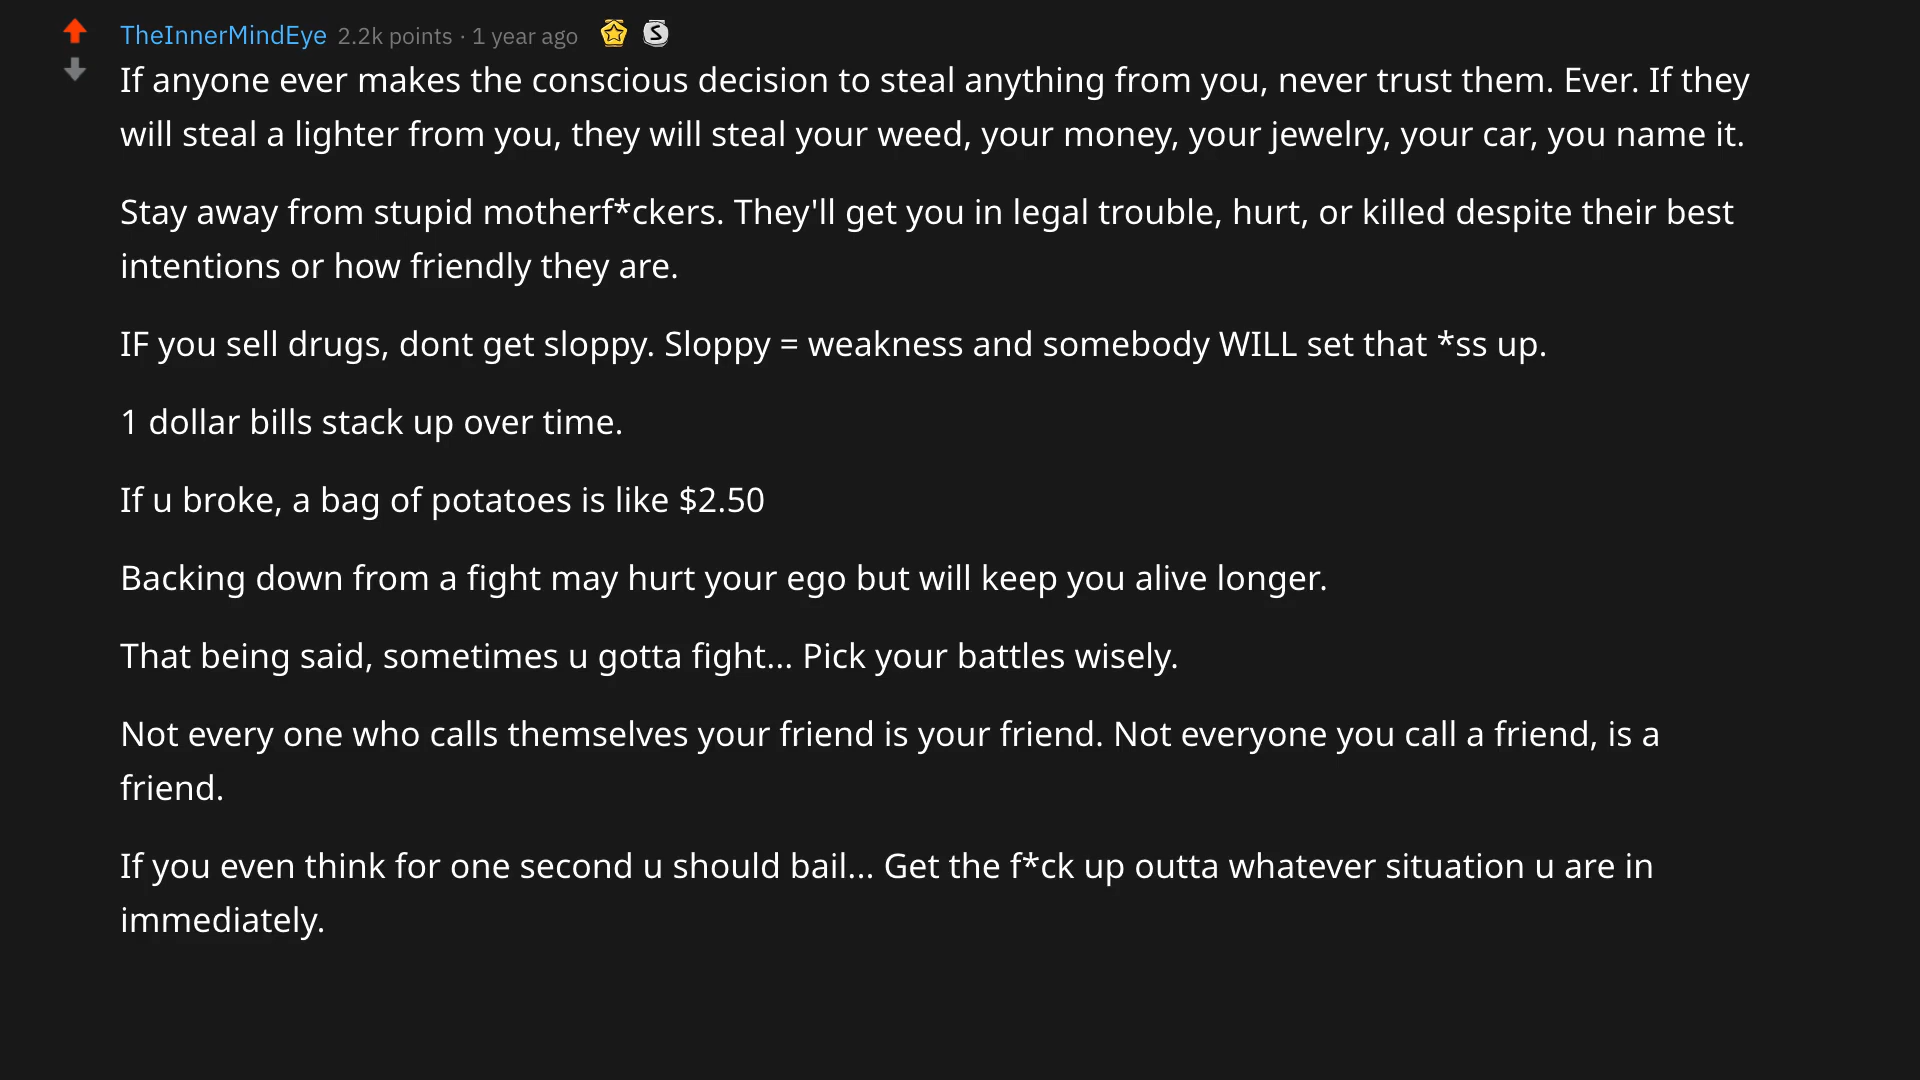 TheInnerMindEye 2.2k points · 1 year ago
If anyone ever makes the conscious decision to steal anything from you, never trust them. Ever. If they
will steal a lighter from you, they will steal your weed, your money, your jewelry, your car, you name it.
Stay away from stupid motherf*ckers. They'll get you in legal trouble, hurt, or killed despite their best
intentions or how friendly they are.
IF you sell drugs, dont get sloppy. Sloppy = weakness and somebody WILL set that *ss up.
1 dollar bills stack up over time.
If u broke, a bag of potatoes is like $2.50
Backing down from a fight may hurt your ego but will keep you alive longer.
That being said, sometimes u gotta fight... Pick your battles wisely.
Not every one who calls themselves your friend is your friend. Not everyone you call a friend, is a
friend.
If you even think for one second u should bail... Get the f*ck up outta whatever situation u are in
immediately.